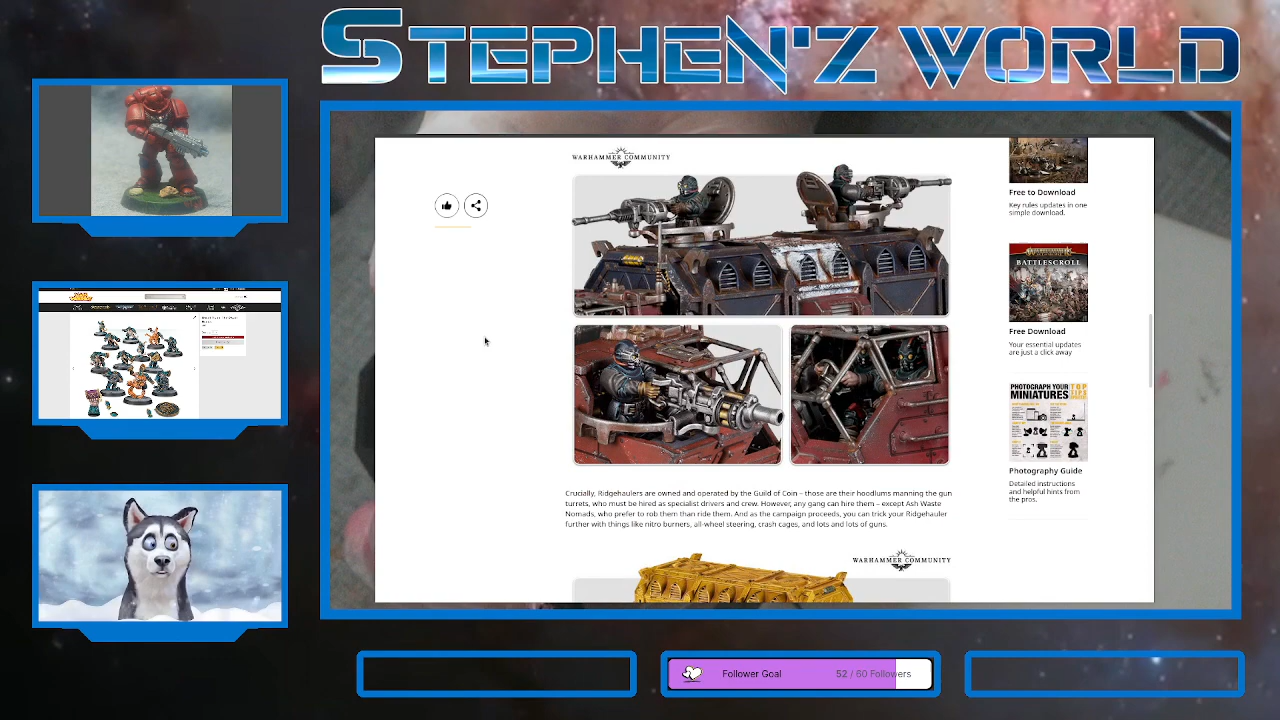 STEPHEN'Z WORLD
WARHAMMER COMMUNITY
Free to Download
Key rules updates in one
simple download.
BATTLESCROLL
Free Download
Your essential updates
are just a click away
PHOTOGRAPH YOUR TOP
MINIATURES TIPS
Photography Guide
Detailed instructions
and helpful hints from
the pros.
Crucially, Ridgehaulers are owned and operated by the Guild of Coin – those are their hoodlums manning the gun
turrets, who must be hired as specialist drivers and crew. However, any gang can hire them – except Ash Waste
Nomads, who prefer to rob them than ride them. And as the campaign proceeds, you can trick your Ridgehauler
further with things like nitro burners, all-wheel steering, crash cages, and lots and lots of guns.
WARHAMMER COMMUNITY
Follower Goal
52 / 60 Followers